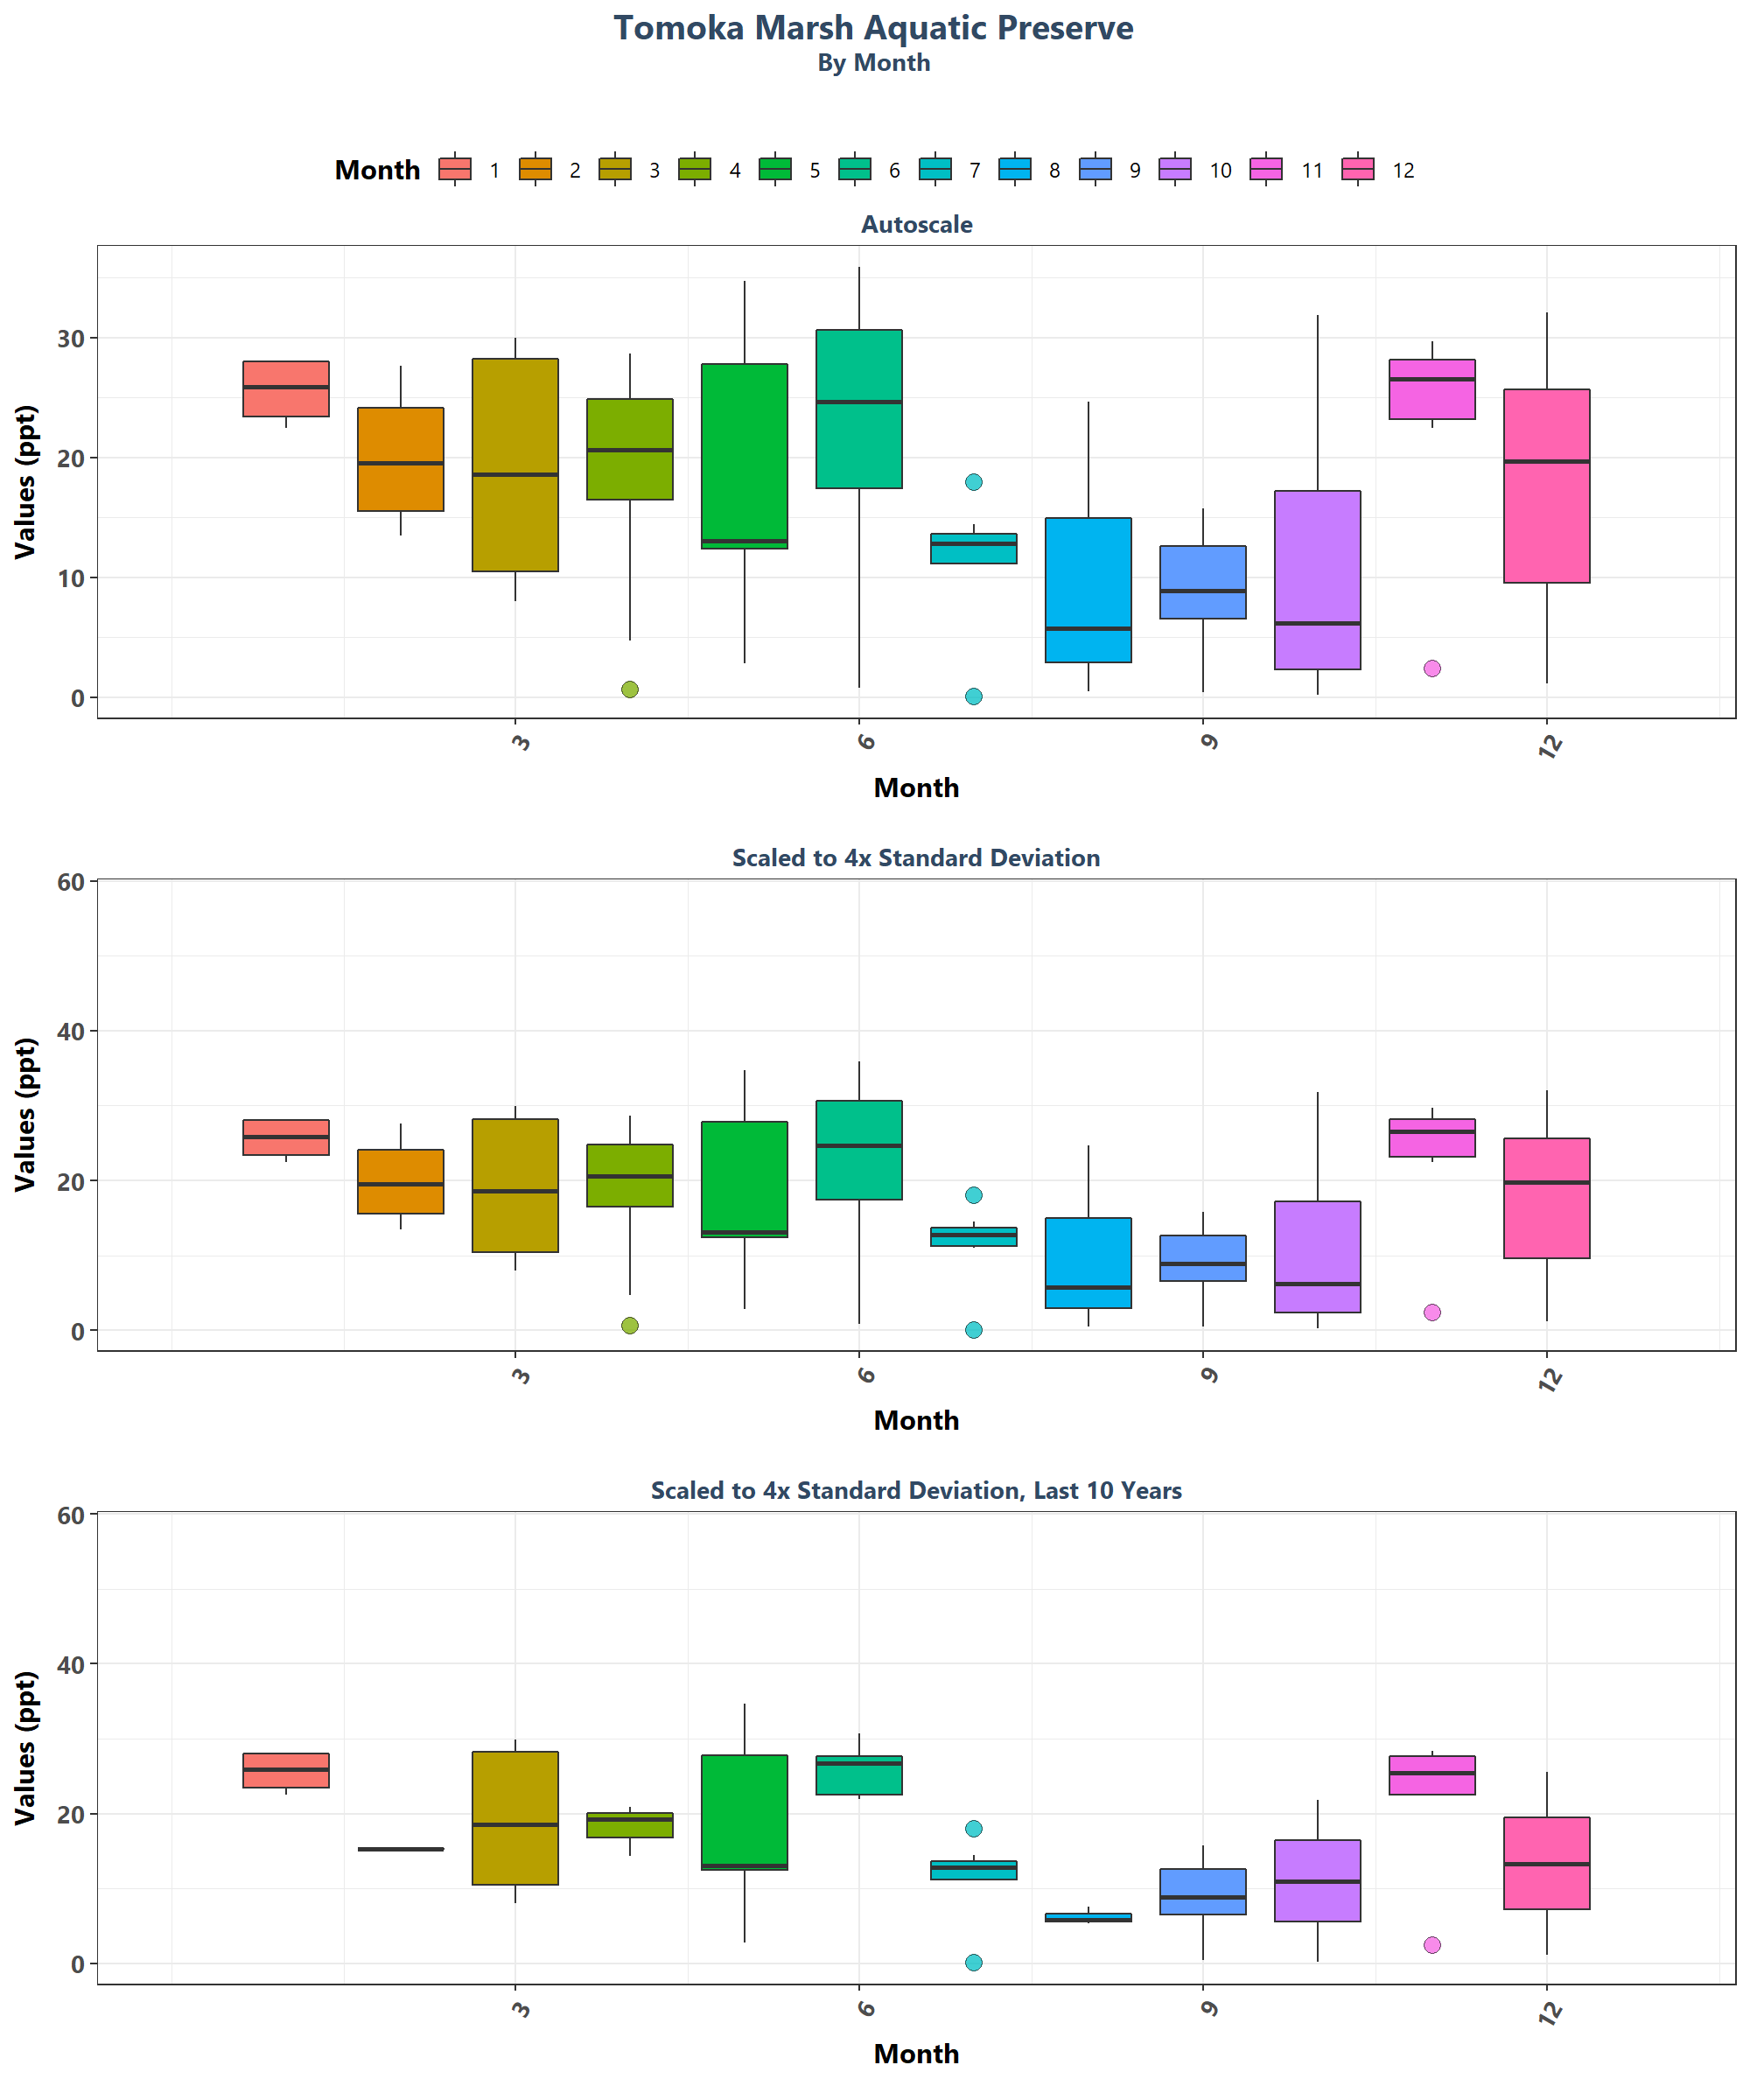 Tomoka Marsh Aquatic Preserve
By Month
Month 1 2 3 4 5 6 7 8 9 10 11 12
Autoscale
Values (ppt)
30
20
10
0
3 6 9 12
Month
Scaled to 4x Standard Deviation
Values (ppt)
60
40
20
0
3 6 9 12
Month
Scaled to 4x Standard Deviation, Last 10 Years
Values (ppt)
60
40
20
0
3 6 9 12
Month